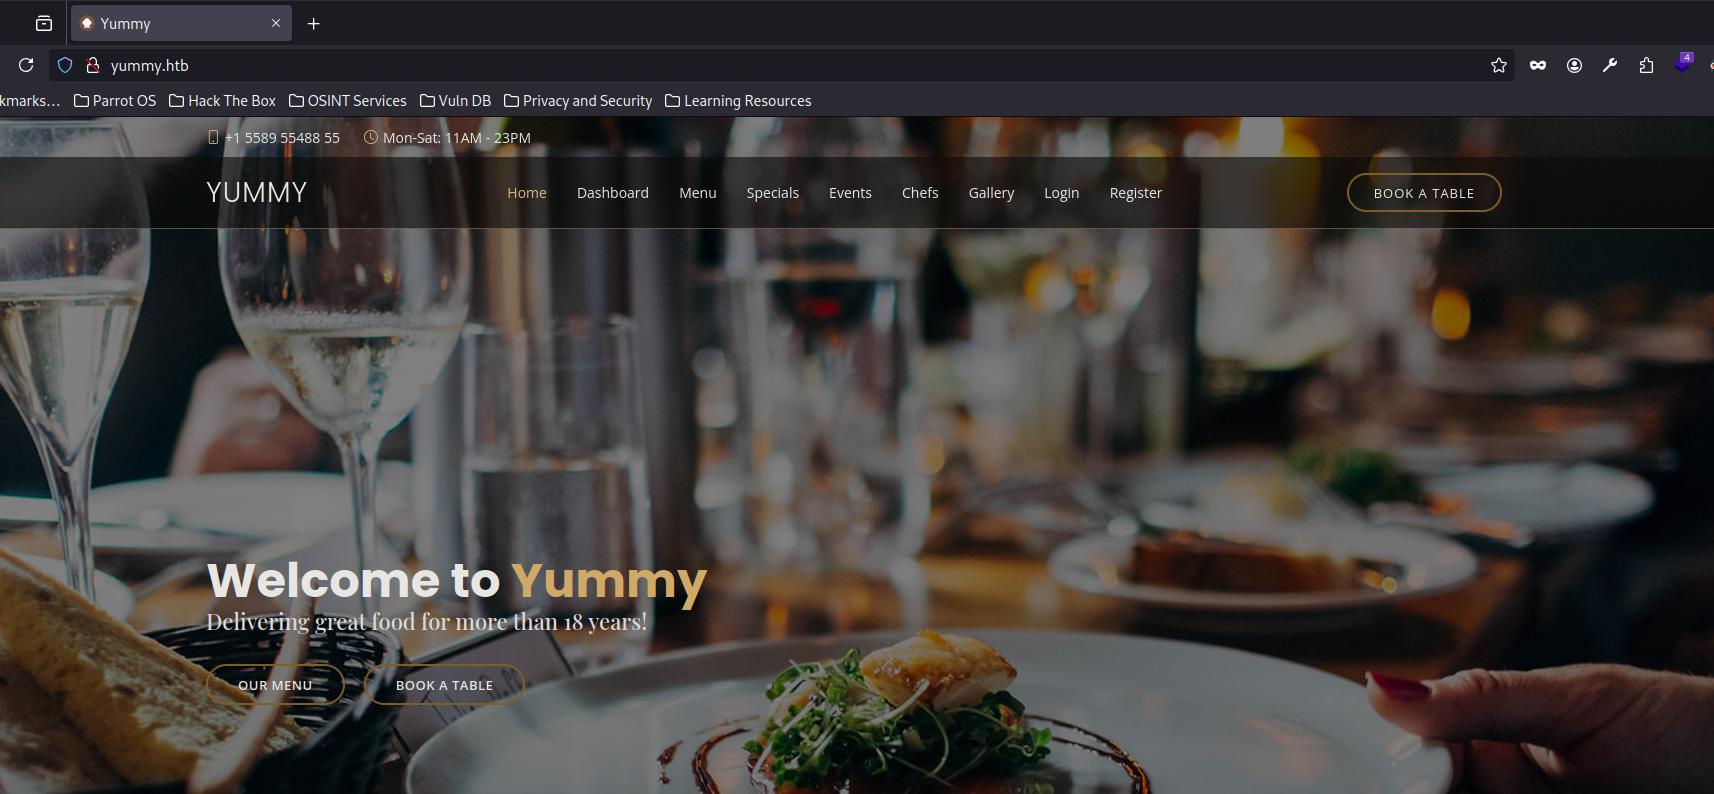 Yummy
yummy.htb
4
kmarks… Parrot OS Hack The Box OSINT Services Vuln DB Privacy and Security Learning Resources
+1 5589 55488 55 Mon-Sat: 11AM - 23PM
YUMMY Home Dashboard Menu Specials Events Chefs Gallery Login Register BOOK A TABLE
Welcome to Yummy
Delivering great food for more than 18 years!
OUR MENU BOOK A TABLE